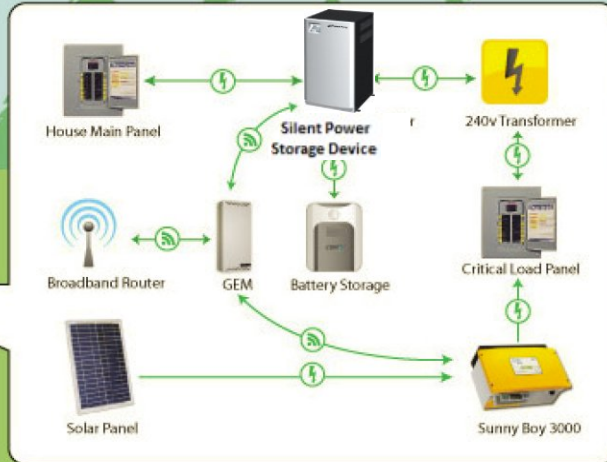 House Main Panel
Silent Power
Storage Device
r
240v Transformer
Broadband Router
GEM
Battery Storage
Critical Load Panel
Solar Panel
Sunny Boy 3000